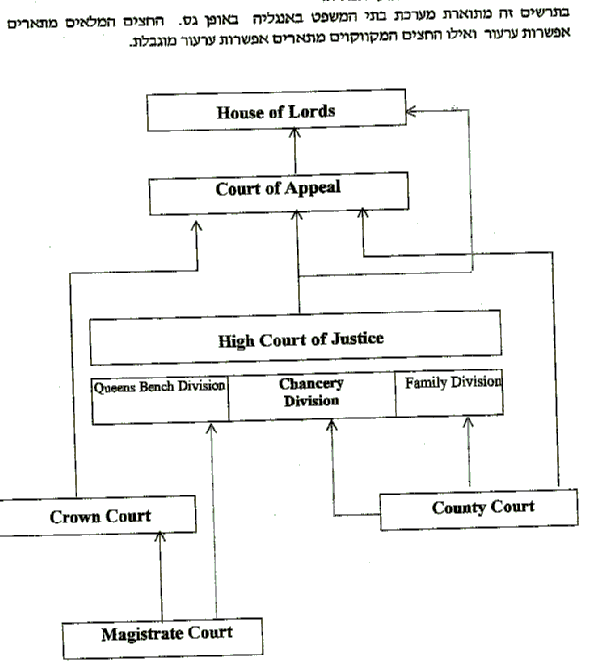 בתרשים זה מתוארת מערכת בתי המשפט באנגליה באופן גס. החצים המלאים מתארים
אפשרות ערעור ואילו החצים המקווקוים מתארים אפשרות ערעור מוגבלת.
House of Lords
Court of Appeal
High Court of Justice
Queens Bench Division
Chancery
Division
Family Division
Crown Court
County Court
Magistrate Court